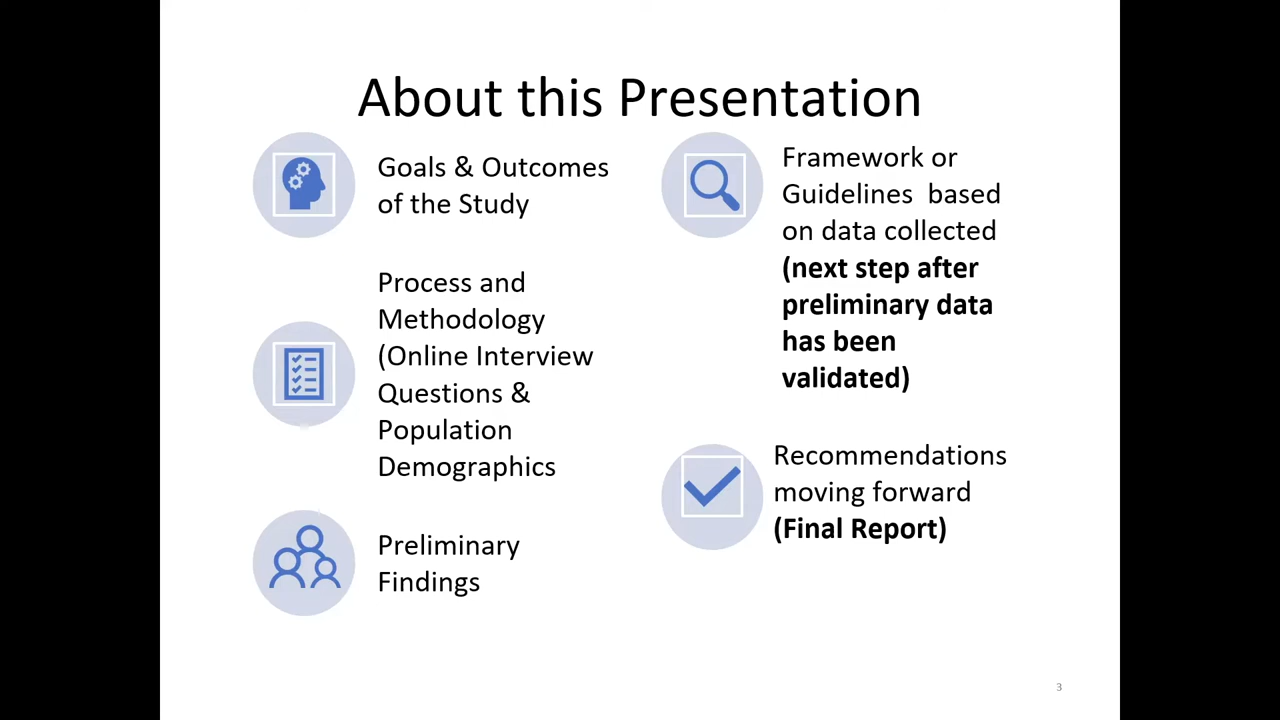 About this Presentation
Goals & Outcomes
of the Study
Process and
Methodology
(Online Interview
Questions &
Population
Demographics
Preliminary
Findings
Framework or
Guidelines  based
on data collected
(next step after
preliminary data
has been
validated)
Recommendations
moving forward
(Final Report)
3